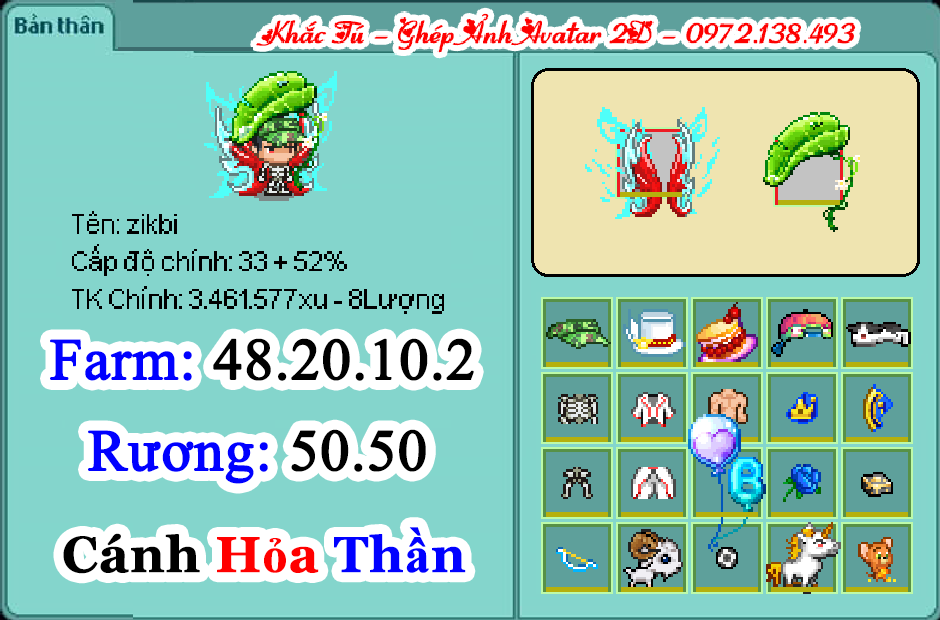 Bản thân
Khắc Tú - Ghép Ảnh Avatar 2D - 0972.138.493
Tên: zikbi
Cấp độ chính: 33 + 52%
TK Chính: 3.461.577xu - 8Lượng
Farm: 48.20.10.2
Rương: 50.50
Cánh Hỏa Thần
B